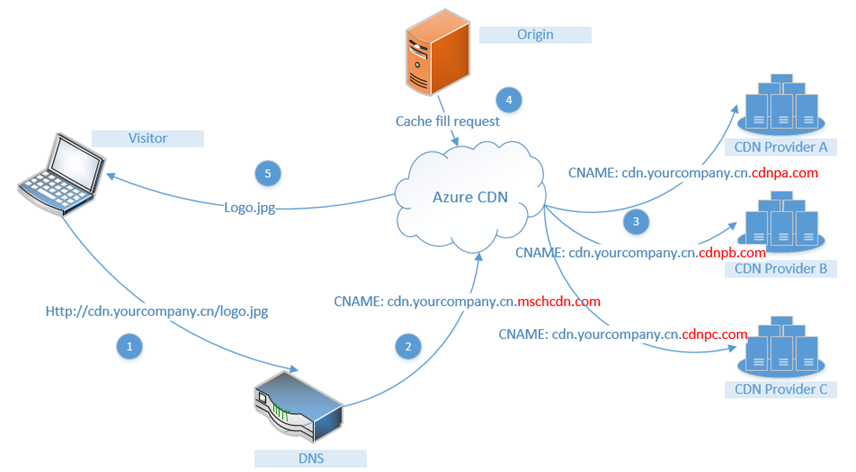 Origin
4
Cache fill request
Visitor
CDN Provider A
5
CNAME: cdn.yourcompany.cn.cdnpa.com
Azure CDN
Logo.jpg
3
CNAME: cdn.yourcompany.cn.cdnpb.com
CDN Provider B
CNAME: cdn.yourcompany.cn.mschcdn.com
Http://cdn.yourcompany.cn/logo.jpg
1
2
CNAME: cdn.yourcompany.cn.cdnpc.com
CDN Provider C
DNS